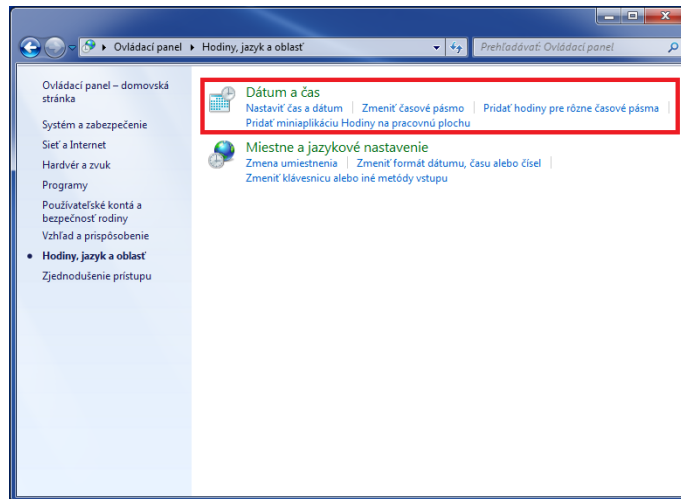 Ovládací panel
Hodiny, jazyk a oblasť
Prehľadávať: Ovládací panel
Ovládací panel – domovská
stránka
Systém a zabezpečenie
Sieť a Internet
Hardvér a zvuk
Programy
Používateľské kontá a
bezpečnosť rodiny
Vzhľad a prispôsobenie
Hodiny, jazyk a oblasť
Zjednodušenie prístupu
Dátum a čas
Nastaviť čas a dátum
Zmeniť časové pásmo
Pridať hodiny pre rôzne časové pásma
Pridať miniaplikáciu Hodiny na pracovnú plochu
Miestne a jazykové nastavenie
Zmena umiestnenia
Zmeniť formát dátumu, času alebo čísel
Zmeniť klávesnicu alebo iné metódy vstupu